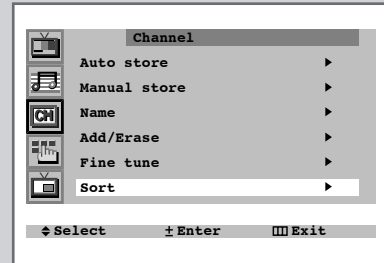 Channel
Auto store ▶
Manual store ▶
CH Name ▶
Add/Erase ▶
Fine tune ▶
Sort ▶
Select ± Enter Exit